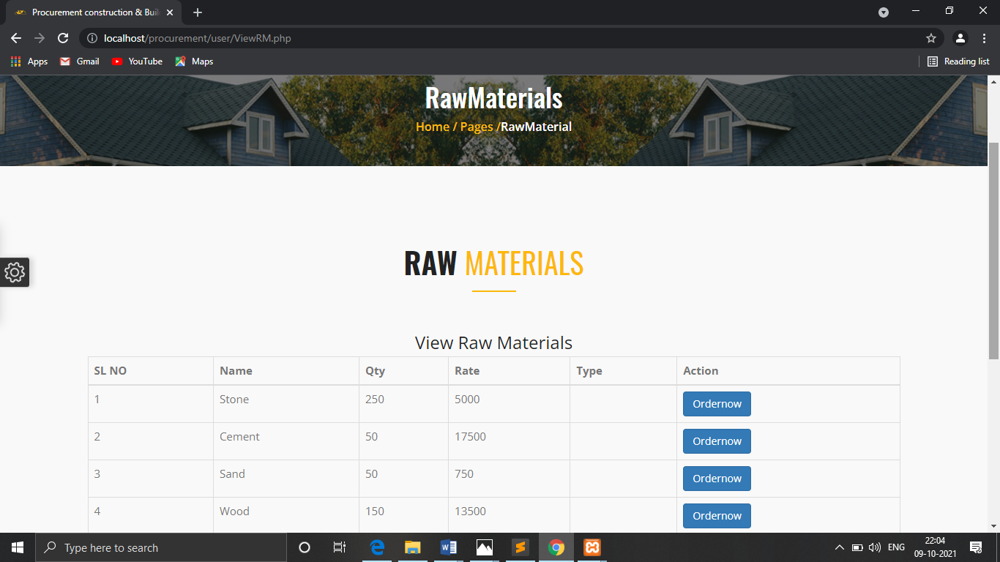 Procurement construction & Buil
localhost/procurement/user/ViewRM.php
Apps Gmail YouTube Maps Reading list
RawMaterials
Home / Pages /RawMaterial
RAW MATERIALS
View Raw Materials
SL NO Name Qty Rate Type Action
1 Stone 250 5000 Ordernow
2 Cement 50 17500 Ordernow
3 Sand 50 750 Ordernow
4 Wood 150 13500 Ordernow
Type here to search
ENG
22:04
09-10-2021